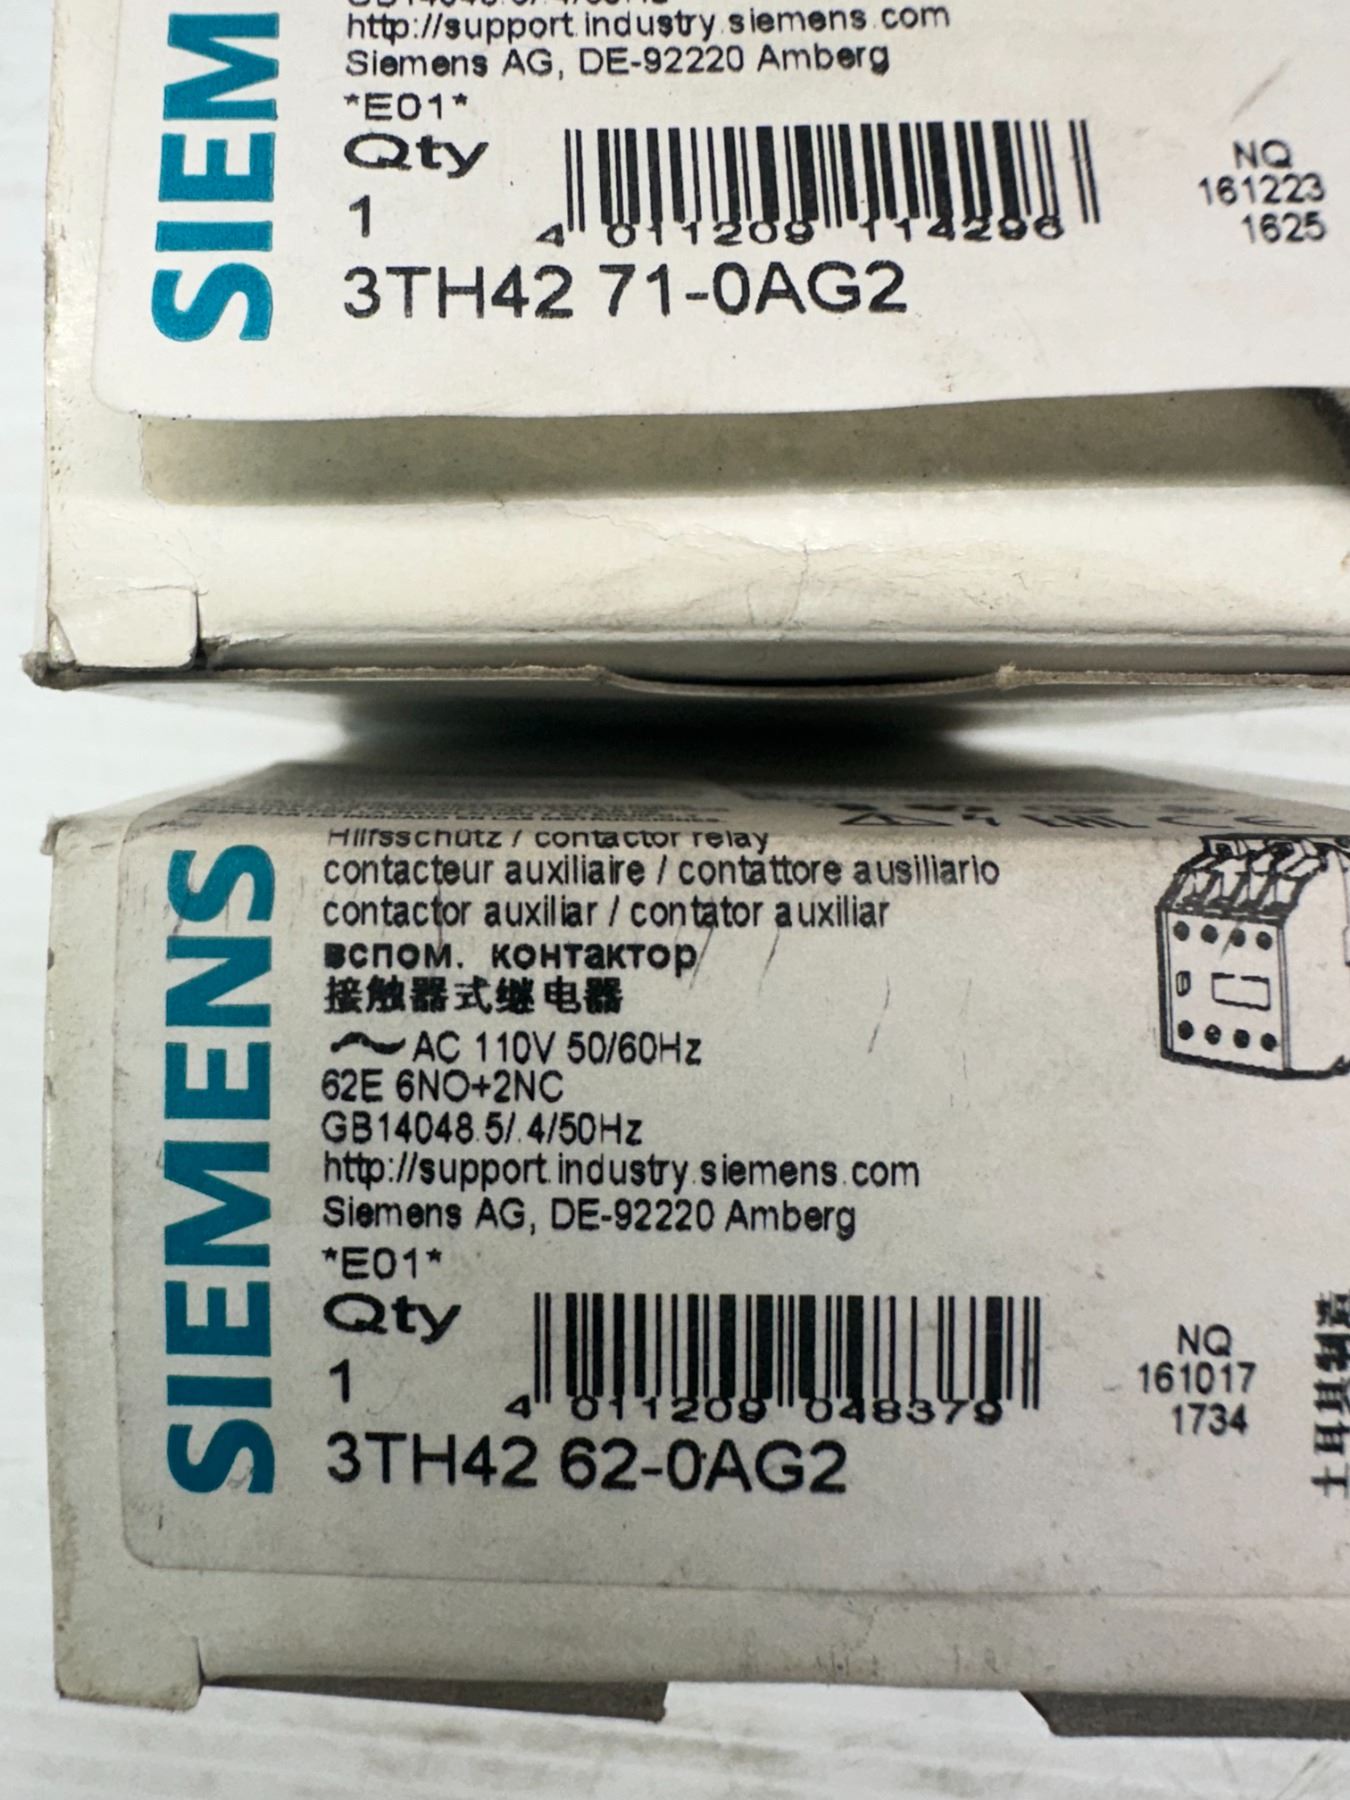 SIEM
http://support.industry.siemens.com
Siemens AG, DE-92220 Amberg
*E01*
Qty
1
4 011209 114296
NQ
161223
1625
3TH42 71-0AG2
SIEMENS
Hilfsschütz / contactor relay
contacteur auxiliaire / contattore ausiliario
contactor auxiliar / contator auxiliar
вспом. контактор
接触器式继电器
AC 110V 50/60Hz
62E 6NO+2NC
GB14048.5/.4/50Hz
http://support.industry.siemens.com
Siemens AG, DE-92220 Amberg
*E01*
Qty
1
4 011209 048379
NQ
161017
1734
3TH42 62-0AG2